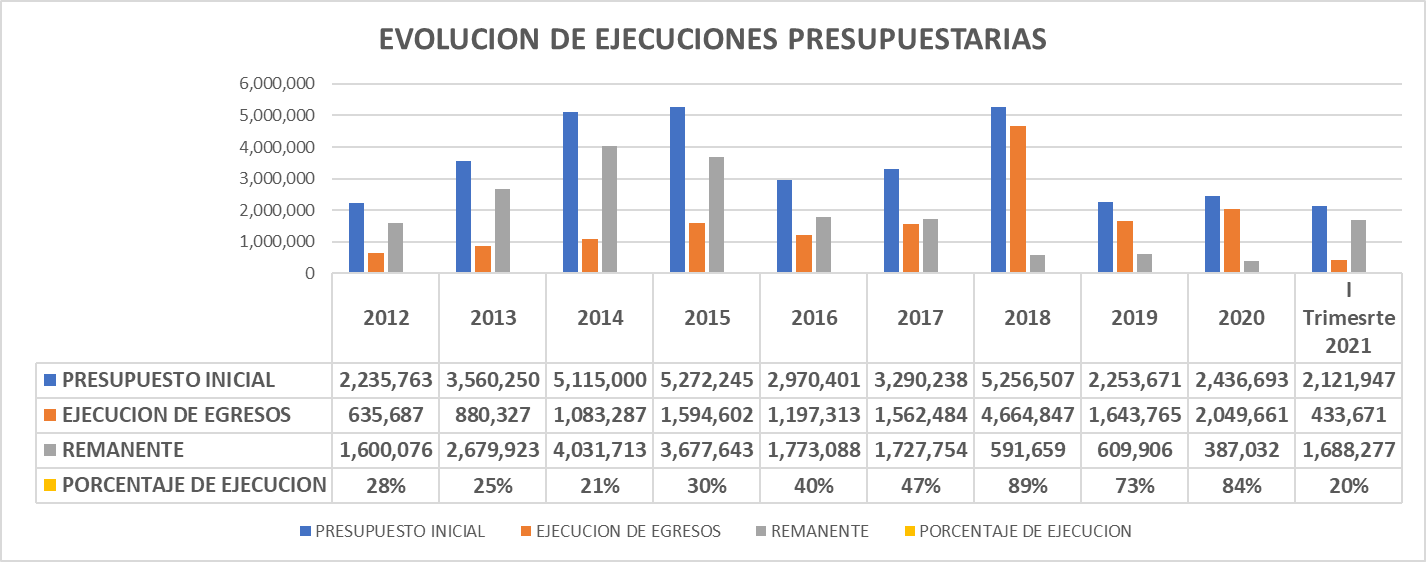 EVOLUCION DE EJECUCIONES PRESUPUESTARIAS
6,000,000
5,000,000
4,000,000
3,000,000
2,000,000
1,000,000
0
2012 2013 2014 2015 2016 2017 2018 2019 2020 I Trimesrte 2021
PRESUPUESTO INICIAL 2,235,763 3,560,250 5,115,000 5,272,245 2,970,401 3,290,238 5,256,507 2,253,671 2,436,693 2,121,947
EJECUCION DE EGRESOS 635,687 880,327 1,083,287 1,594,602 1,197,313 1,562,484 4,664,847 1,643,765 2,049,661 433,671
REMANENTE 1,600,076 2,679,923 4,031,713 3,677,643 1,773,088 1,727,754 591,659 609,906 387,032 1,688,277
PORCENTAJE DE EJECUCION 28% 25% 21% 30% 40% 47% 89% 73% 84% 20%
PRESUPUESTO INICIAL EJECUCION DE EGRESOS REMANENTE PORCENTAJE DE EJECUCION